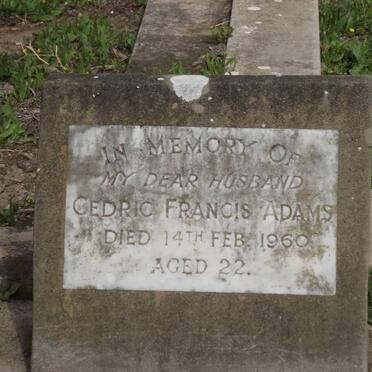 IN MEMORY OF
MY DEAR HUSBAND
CEDRIC FRANCIS ADAMS
DIED 14TH FEB. 1960
AGED 22.